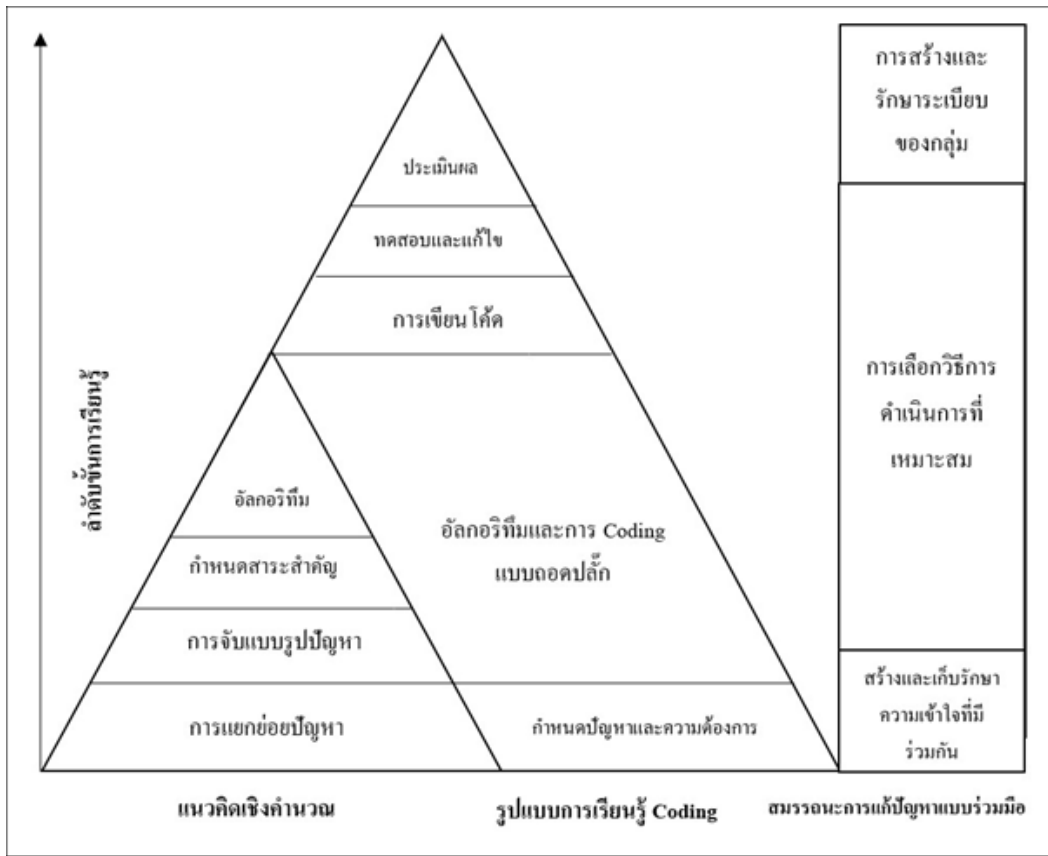 การสร้างและ
รักษาระเบียบ
ของกลุ่ม
ประเมินผล
ทดสอบและแก้ไข
การเขียนโค้ด
ลำดับขั้นการเรียนรู้
การเลือกวิธีการ
ดำเนินการที่
เหมาะสม
อัลกอริทึม
กำหนดสาระสำคัญ
การจับแบบรูปปัญหา
การแยกย่อยปัญหา
อัลกอริทึมและการ Coding
แบบถอดปลั๊ก
กำหนดปัญหาและความต้องการ
สร้างและเก็บรักษา
ความเข้าใจที่มี
ร่วมกัน
แนวคิดเชิงคำนวณ
รูปแบบการเรียนรู้ Coding
สมรรถนะการแก้ปัญหาแบบร่วมมือ